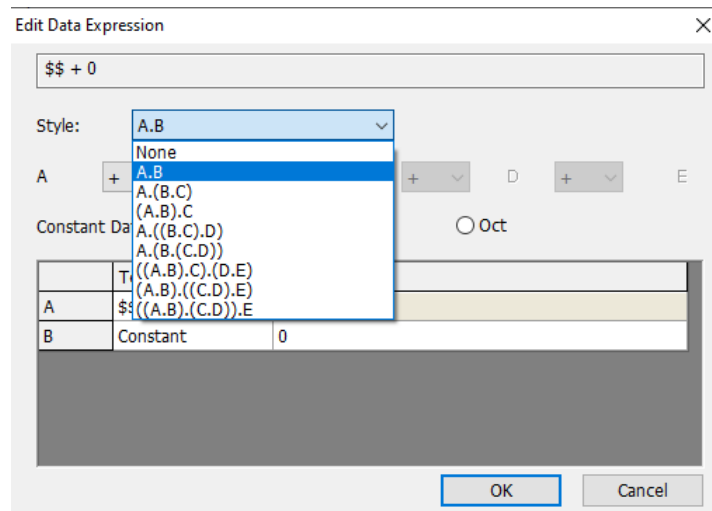 Edit Data Expression
$$ + 0
Style: A.B
None
A.B
A + + D + E
A.(B.C)
(A.B).C
Constant Da Oct
A.((B.C).D)
A.(B.(C.D))
((A.B).C).(D.E)
(A.B).((C.D).E)
((A.B).(C.D)).E
A $$
B Constant 0
OK Cancel